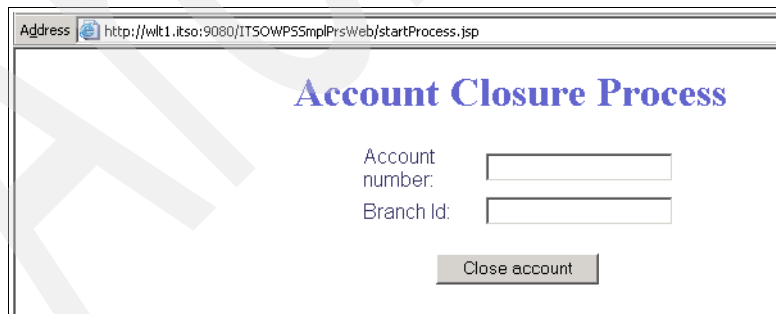 Address http://wlt1.itso:9080/ITSOWPSSmplPrsWeb/startProcess.jsp
Account Closure Process
Account
number:
Branch Id:
Close account